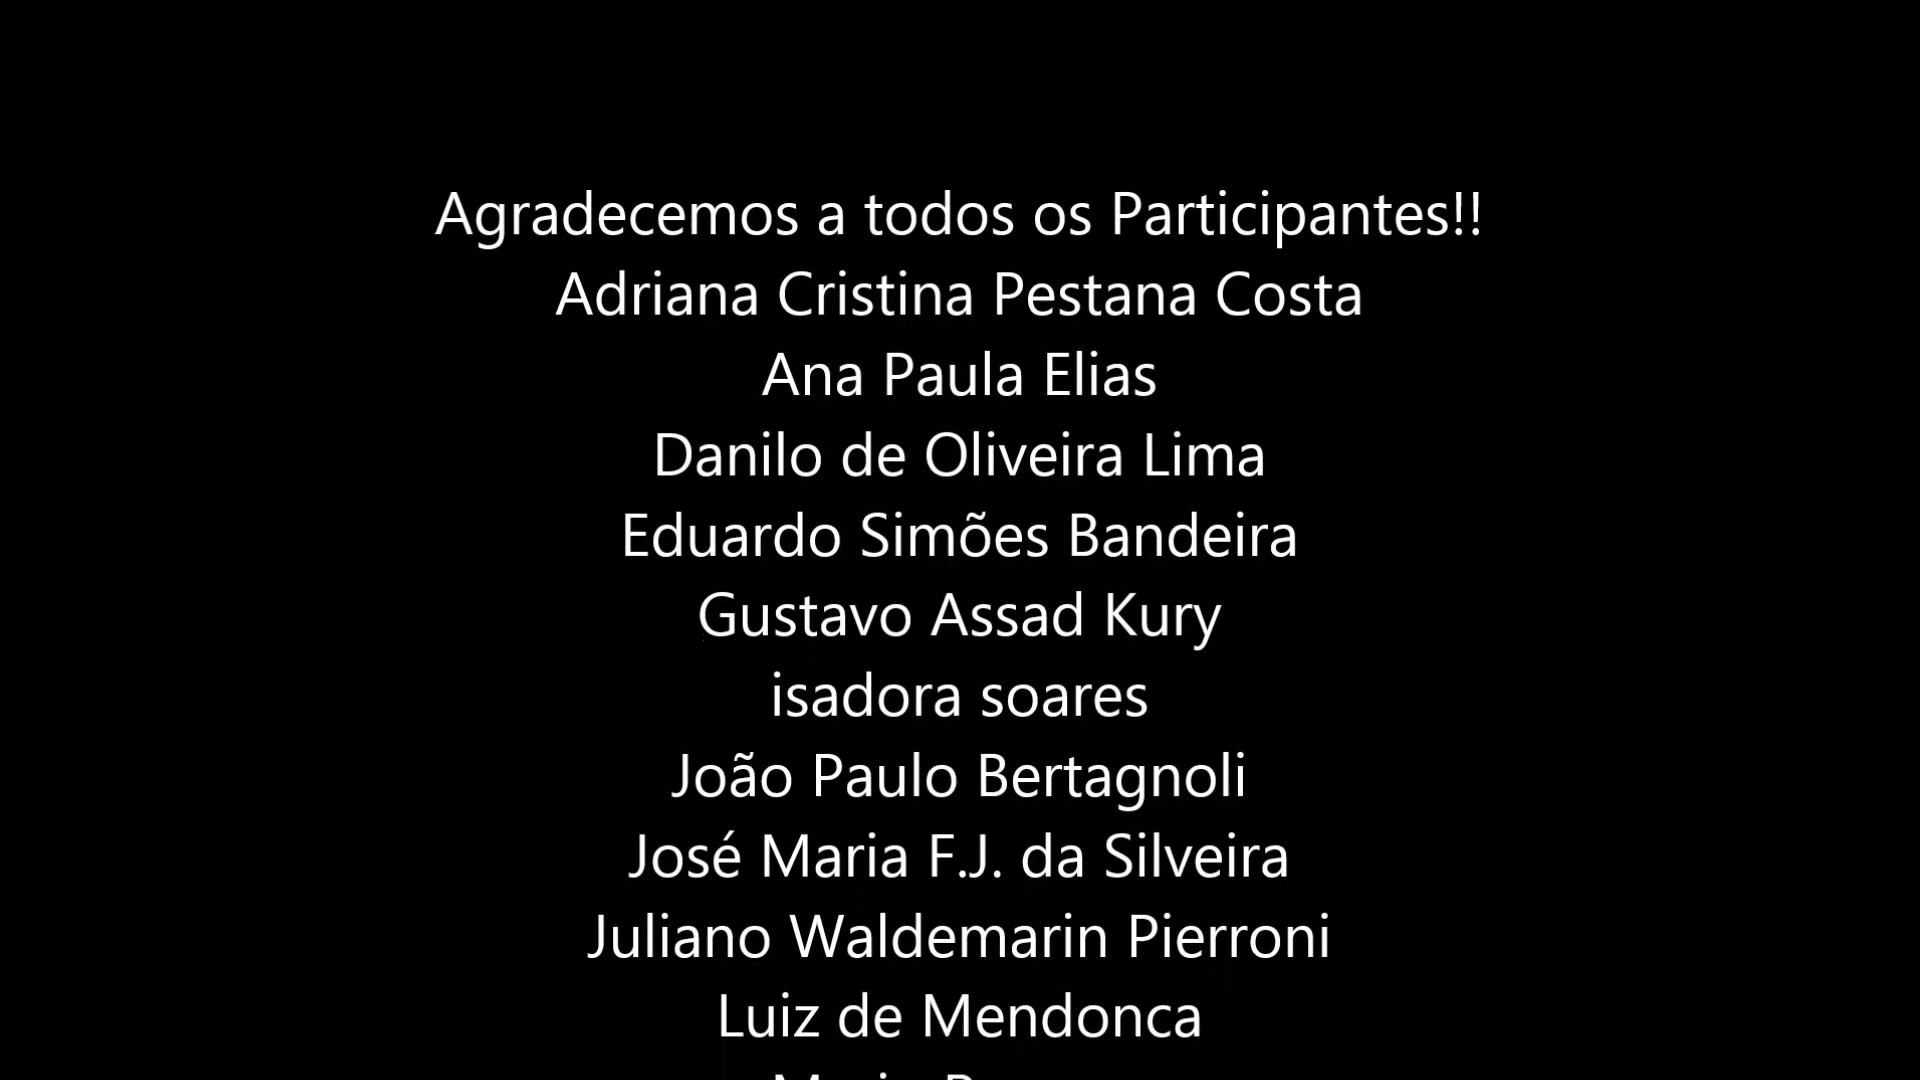 Agradecemos a todos os Participantes!!
Adriana Cristina Pestana Costa
Ana Paula Elias
Danilo de Oliveira Lima
Eduardo Simões Bandeira
Gustavo Assad Kury
isadora soares
João Paulo Bertagnoli
José Maria F.J. da Silveira
Juliano Waldemarin Pierroni
Luiz de Mendonca